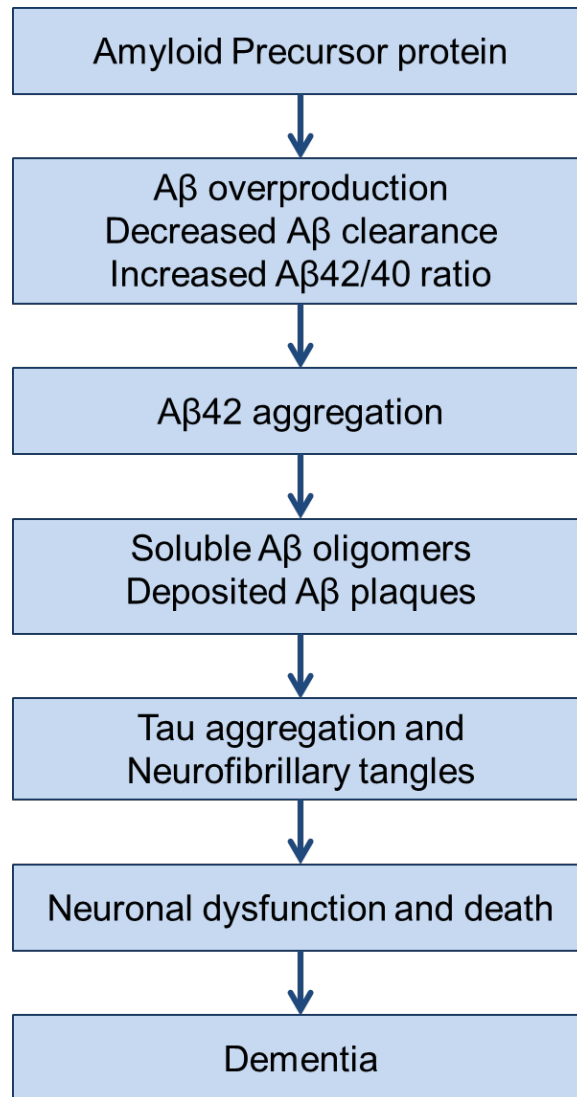 Amyloid Precursor protein
Aβ overproduction
Decreased Aβ clearance
Increased Aβ42/40 ratio
Aβ42 aggregation
Soluble Aβ oligomers
Deposited Aβ plaques
Tau aggregation and
Neurofibrillary tangles
Neuronal dysfunction and death
Dementia